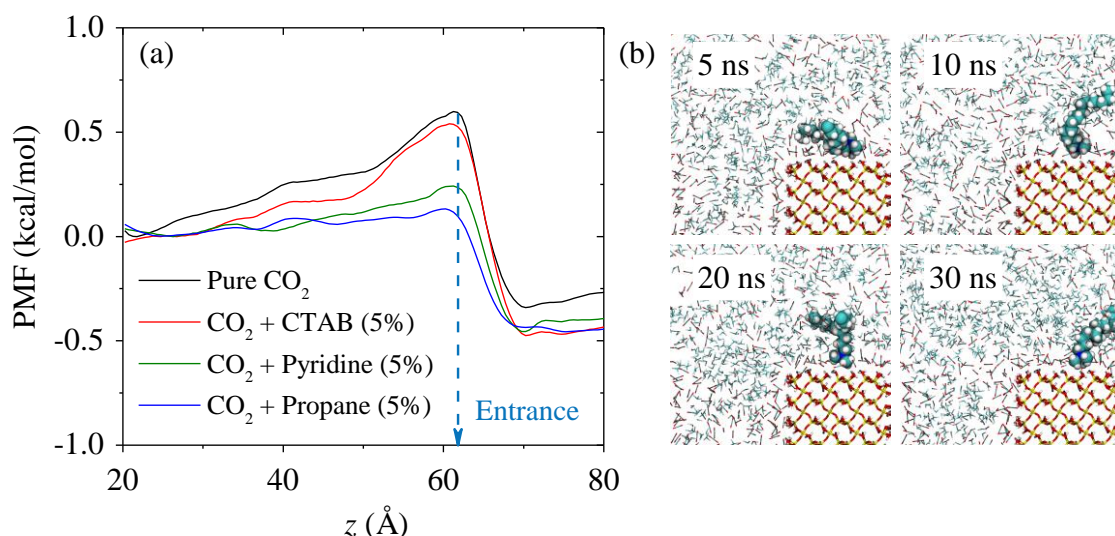 (a)
1.0
0.5
0.0
-0.5
-1.0
PMF (kcal/mol)
Pure CO₂
CO₂ + CTAB (5%)
CO₂ + Pyridine (5%)
CO₂ + Propane (5%)
Entrance
20 40 60 80
z (Å)
(b)
5 ns
10 ns
20 ns
30 ns